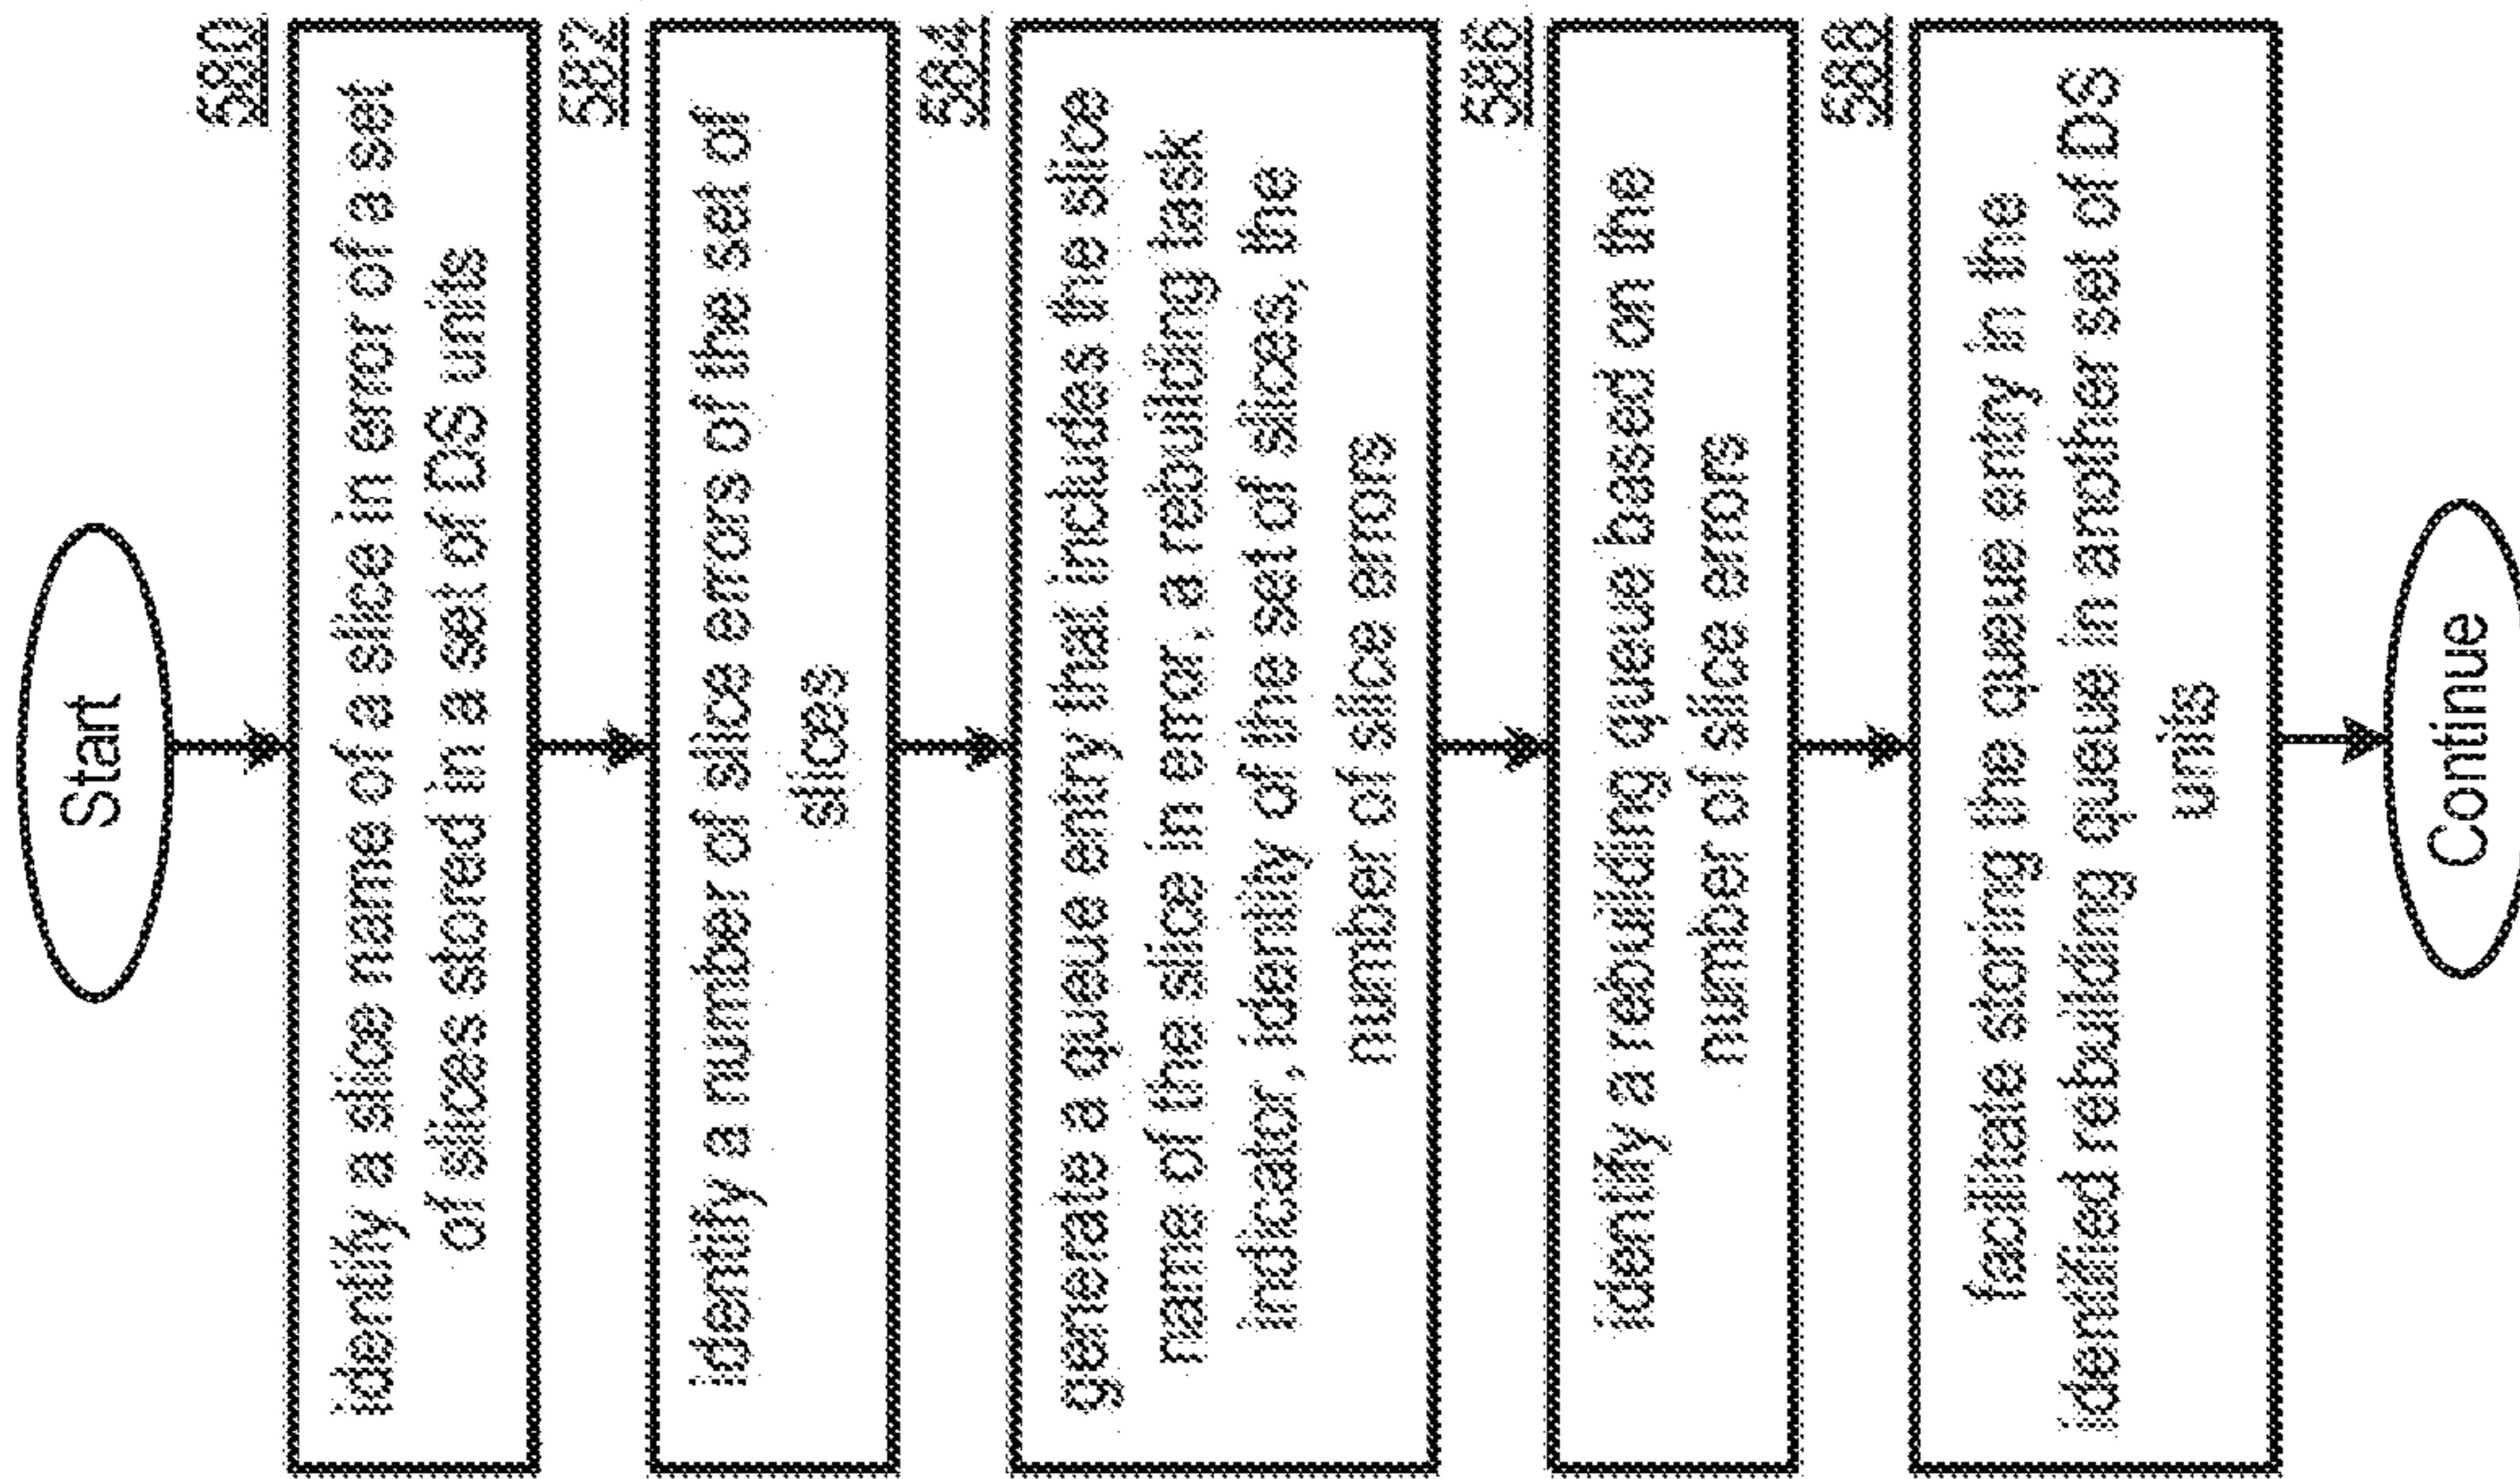 Start
580
identify a slice name of a slice in error of a set
of slices stored in a set of DS units
582
identify a number of slice errors of the set of
slices
584
generate a queue entry that includes the slice
name of the slice in error, a rebuilding task
indicator, identity of the set of slices, the
number of slice errors
586
identify a rebuilding queue based on the
number of slice errors
588
facilitate storing the queue entry in the
identified rebuilding queue in another set of DS
units
Continue